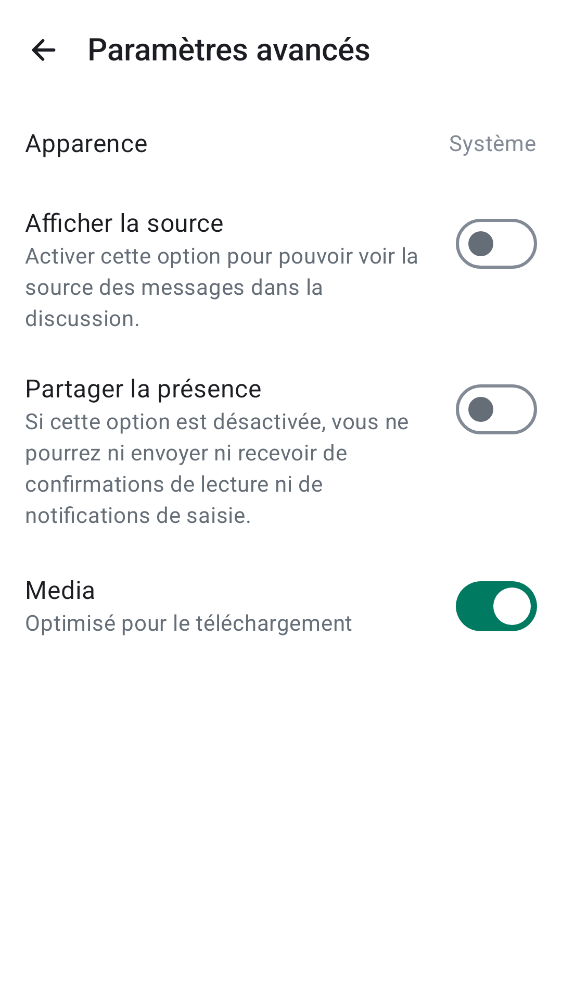 Paramètres avancés
Apparence
Système
Afficher la source
Activer cette option pour pouvoir voir la
source des messages dans la
discussion.
Partager la présence
Si cette option est désactivée, vous ne
pourrez ni envoyer ni recevoir de
confirmations de lecture ni de
notifications de saisie.
Media
Optimisé pour le téléchargement